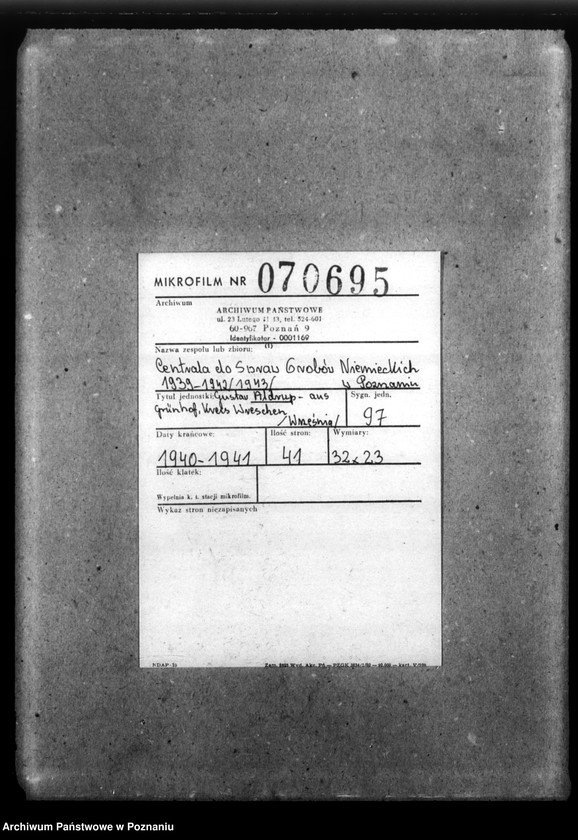 MIKROFILM NR 070695
Archiwum
ARCHIWUM PAŃSTWOWE
ul. 23 Lutego 41/43, tel. 524-601
60-967 Poznań 9
Identyfikator - 0001169
Nazwa zespołu lub zbioru: (1)
Centrala do Spraw Grobów Niemieckich
1939-1942/1943/ w Poznaniu
Tytuł jednostki: Gustav Aldrup - aus
Grünhof, Kreis Wreschen
/Września/
Sygn. jedn.
97
Daty krańcowe:
1940-1941
Ilość stron:
41
Wymiary:
32x23
Ilość klatek:
Wypełnia k. t. stacji mikrofilm.
Wykaz stron niezapisanych
Archiwum Państwowe w Poznaniu